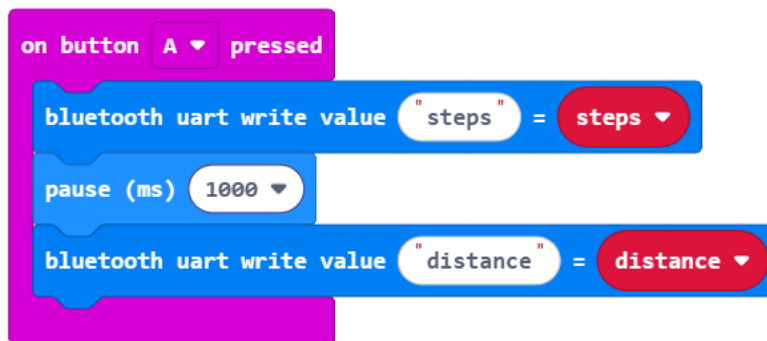 on button A pressed
bluetooth uart write value "steps" = steps
pause (ms) 1000
bluetooth uart write value "distance" = distance